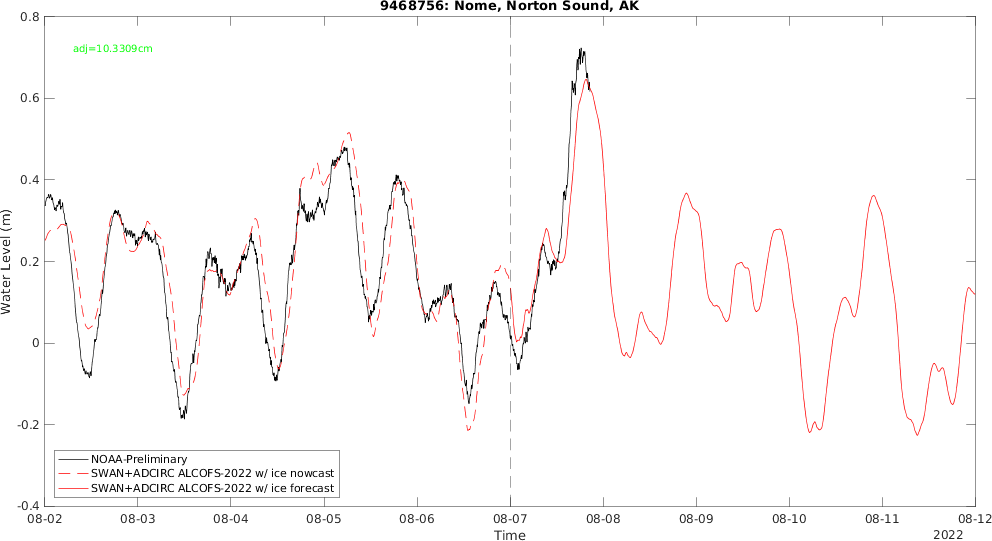 9468756: Nome, Norton Sound, AK
adj=10.3309cm
Water Level (m)
0.8
0.6
0.4
0.2
0
-0.2
-0.4
NOAA-Preliminary
SWAN+ADCIRC ALCOFS-2022 w/ ice nowcast
SWAN+ADCIRC ALCOFS-2022 w/ ice forecast
08-02 08-03 08-04 08-05 08-06 08-07 08-08 08-09 08-10 08-11 08-12
Time
2022